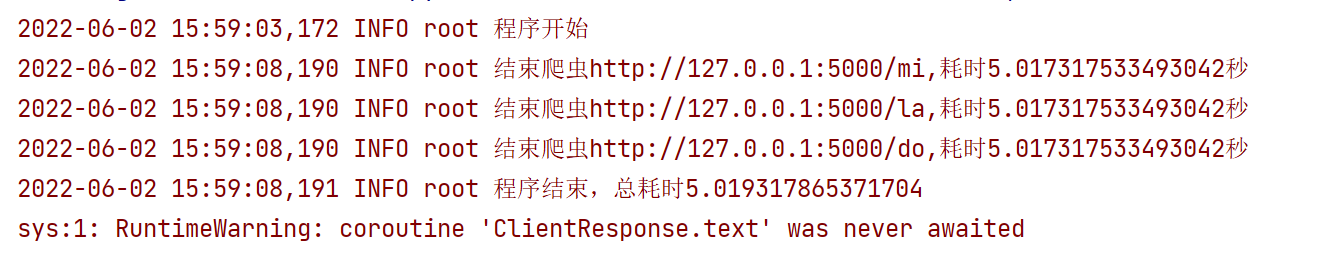 2022-06-02 15:59:03,172 INFO root 程序开始
2022-06-02 15:59:08,190 INFO root 结束爬虫http://127.0.0.1:5000/mi,耗时5.017317533493042秒
2022-06-02 15:59:08,190 INFO root 结束爬虫http://127.0.0.1:5000/la,耗时5.017317533493042秒
2022-06-02 15:59:08,190 INFO root 结束爬虫http://127.0.0.1:5000/do,耗时5.017317533493042秒
2022-06-02 15:59:08,191 INFO root 程序结束，总耗时5.019317865371704
sys:1: RuntimeWarning: coroutine 'ClientResponse.text' was never awaited